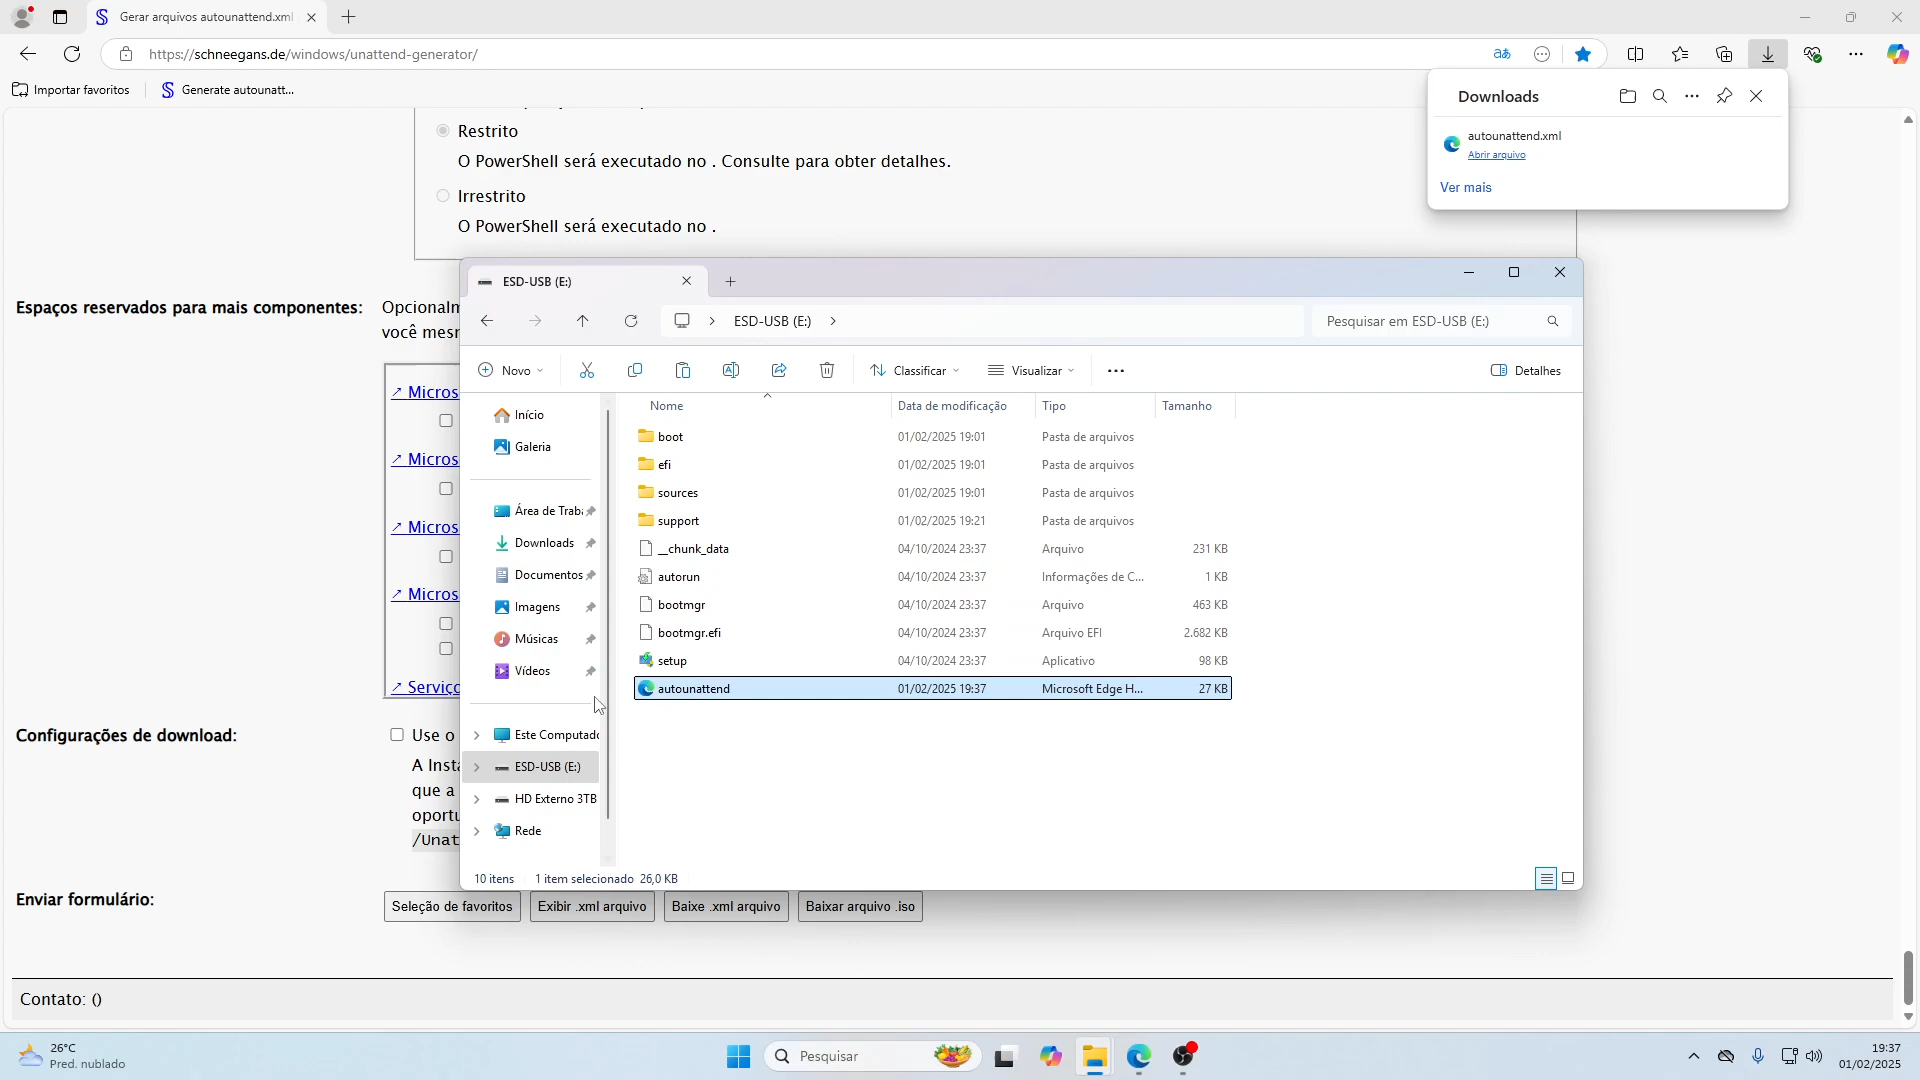 Gerar arquivos autounattend.xml
https://schneegans.de/windows/unattend-generator/
Importar favoritos
Generate autounatt...
Downloads
autounattend.xml
Abrir arquivo
Ver mais
Restrito
O PowerShell será executado no . Consulte para obter detalhes.
Irrestrito
O PowerShell será executado no .
Espaços reservados para mais componentes:
Opcionalm
você mesm
↗ Micros
↗ Micros
↗ Micros
↗ Micros
↗ Serviço
Configurações de download:
Use o
A Insta
que a
oportu
/Unat
Enviar formulário:
Seleção de favoritos
Exibir .xml arquivo
Baixe .xml arquivo
Baixar arquivo .iso
Contato: ()
ESD-USB (E:)
ESD-USB (E:)
Pesquisar em ESD-USB (E:)
Novo
Classificar
Visualizar
Detalhes
Início
Galeria
Área de Traba
Downloads
Documentos
Imagens
Músicas
Vídeos
Este Computado
ESD-USB (E:)
HD Externo 3TB
Rede
Nome Data de modificação Tipo Tamanho
boot 01/02/2025 19:01 Pasta de arquivos
efi 01/02/2025 19:01 Pasta de arquivos
sources 01/02/2025 19:01 Pasta de arquivos
support 01/02/2025 19:21 Pasta de arquivos
__chunk_data 04/10/2024 23:37 Arquivo 231 KB
autorun 04/10/2024 23:37 Informações de C... 1 KB
bootmgr 04/10/2024 23:37 Arquivo 463 KB
bootmgr.efi 04/10/2024 23:37 Arquivo EFI 2.682 KB
setup 04/10/2024 23:37 Aplicativo 98 KB
autounattend 01/02/2025 19:37 Microsoft Edge H... 27 KB
10 itens 1 item selecionado 26,0 KB
26°C
Pred. nublado
Pesquisar
19:37
01/02/2025